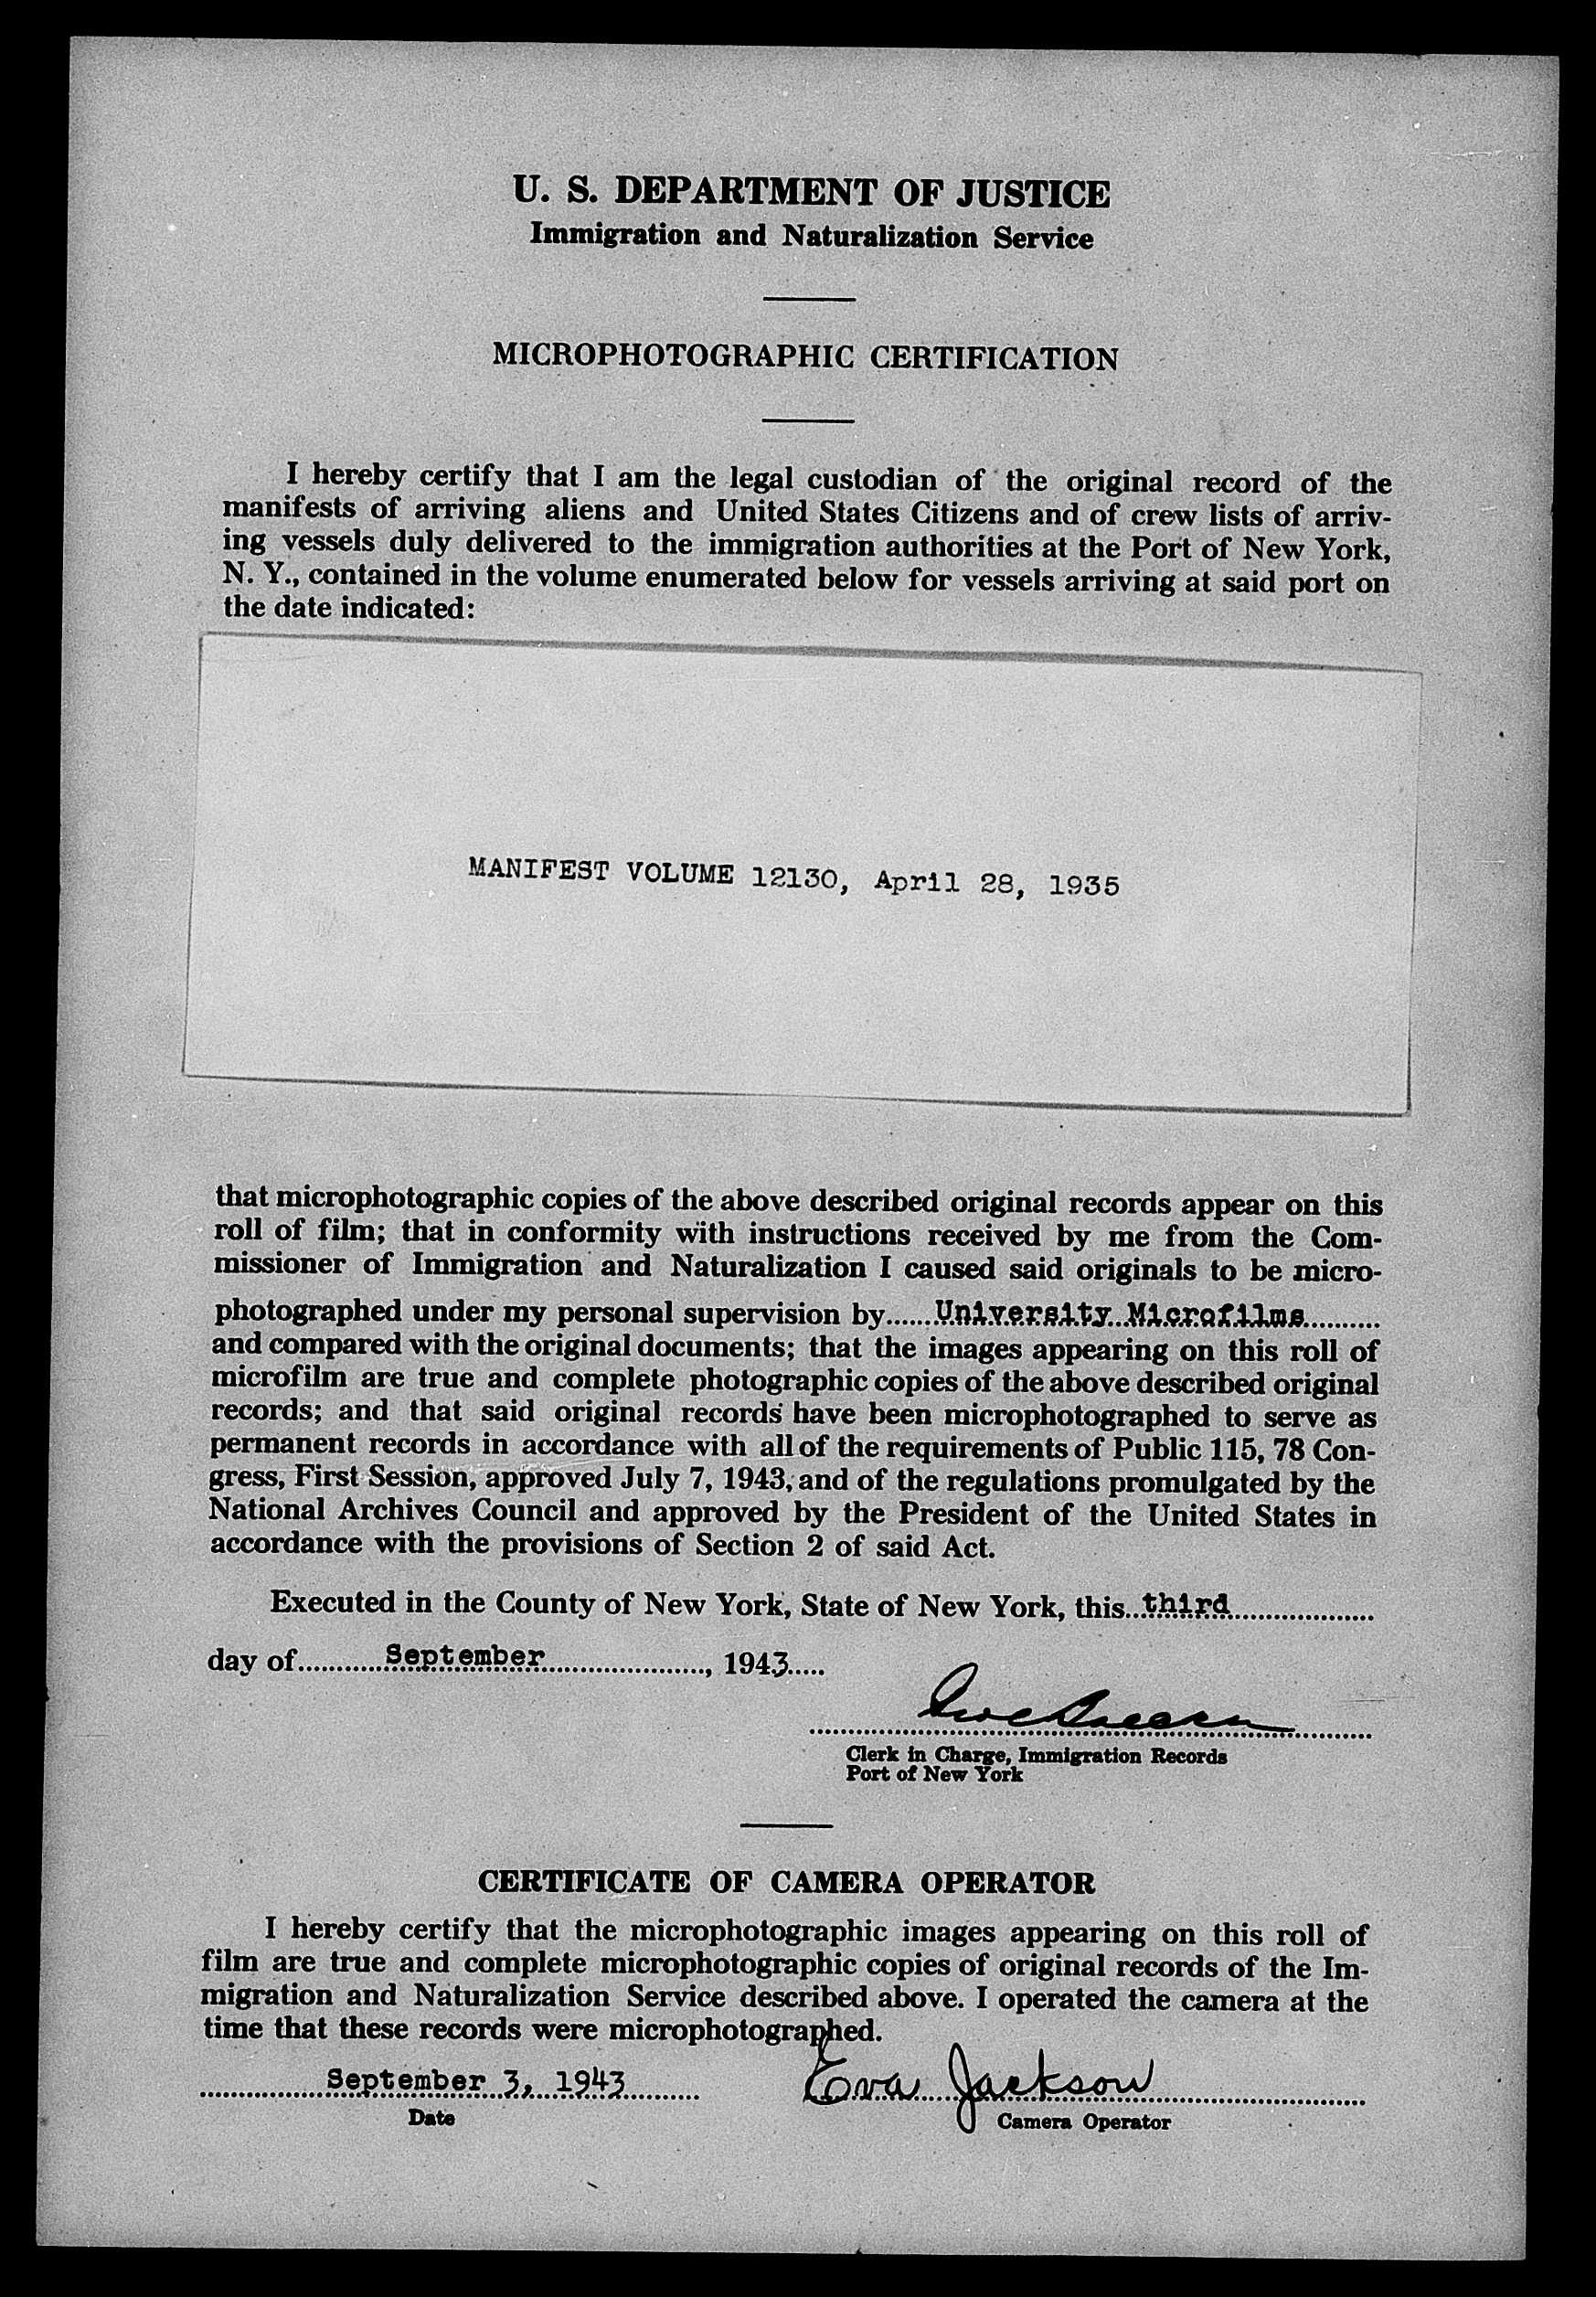 U. S. DEPARTMENT OF JUSTICE
Immigration and Naturalization Service
MICROPHOTOGRAPHIC CERTIFICATION
I hereby certify that I am the legal custodian of the original record of the
manifests of arriving aliens and United States Citizens and of crew lists of arriv-
ing vessels duly delivered to the immigration authorities at the Port of New York,
N. Y., contained in the volume enumerated below for vessels arriving at said port on
the date indicated:
MANIFEST VOLUME 12130, April 28, 1935
that microphotographic copies of the above described original records appear on this
roll of film; that in conformity with instructions received by me from the Com-
missioner of Immigration and Naturalization I caused said originals to be micro-
photographed under my personal supervision by......University Microfilms..........
and compared with the original documents; that the images appearing on this roll of
microfilm are true and complete photographic copies of the above described original
records; and that said original records have been microphotographed to serve as
permanent records in accordance with all of the requirements of Public 115, 78 Con-
gress, First Session, approved July 7, 1943, and of the regulations promulgated by the
National Archives Council and approved by the President of the United States in
accordance with the provisions of Section 2 of said Act.
Executed in the County of New York, State of New York, this...third...................
day of...........September......................, 1943.....
Clerk in Charge, Immigration Records
Port of New York
CERTIFICATE OF CAMERA OPERATOR
I hereby certify that the microphotographic images appearing on this roll of
film are true and complete microphotographic copies of original records of the Im-
migration and Naturalization Service described above. I operated the camera at the
time that these records were microphotographed.
September 3, 1943 Eva Jackson
Date Camera Operator